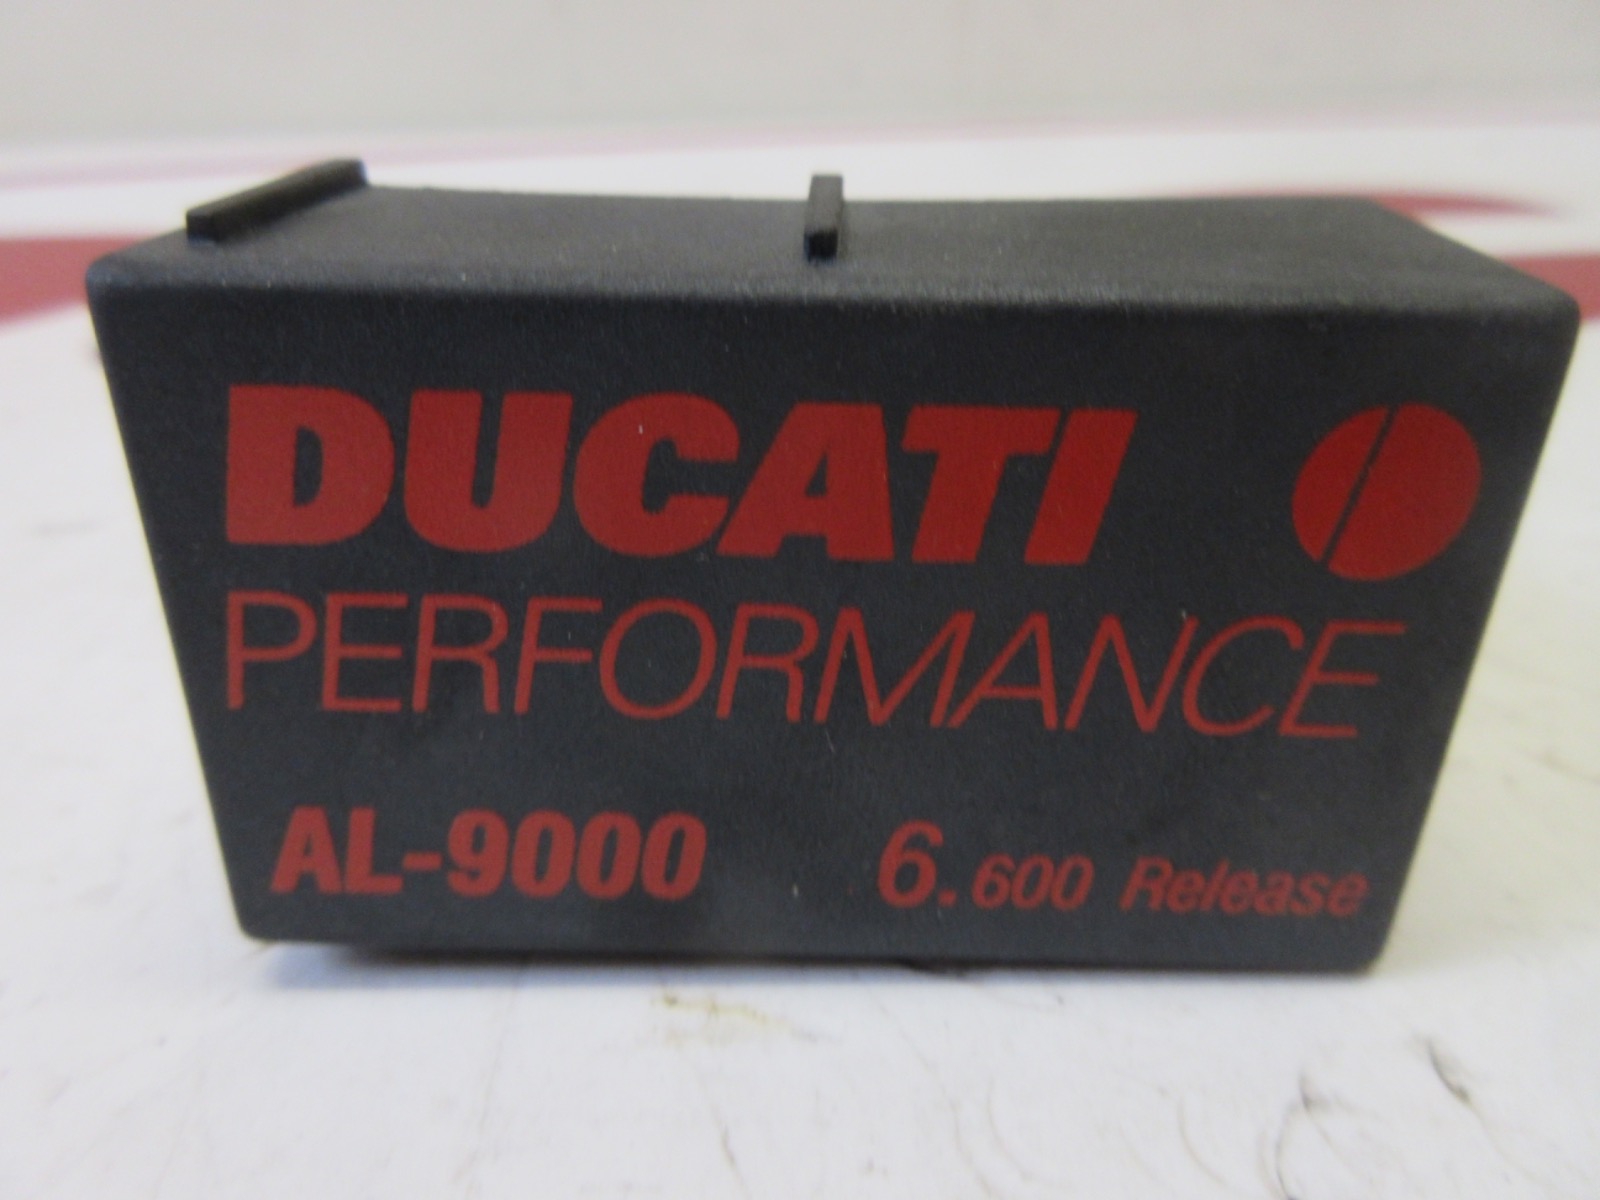 DUCATI
PERFORMANCE
AL-9000 6.600 Release